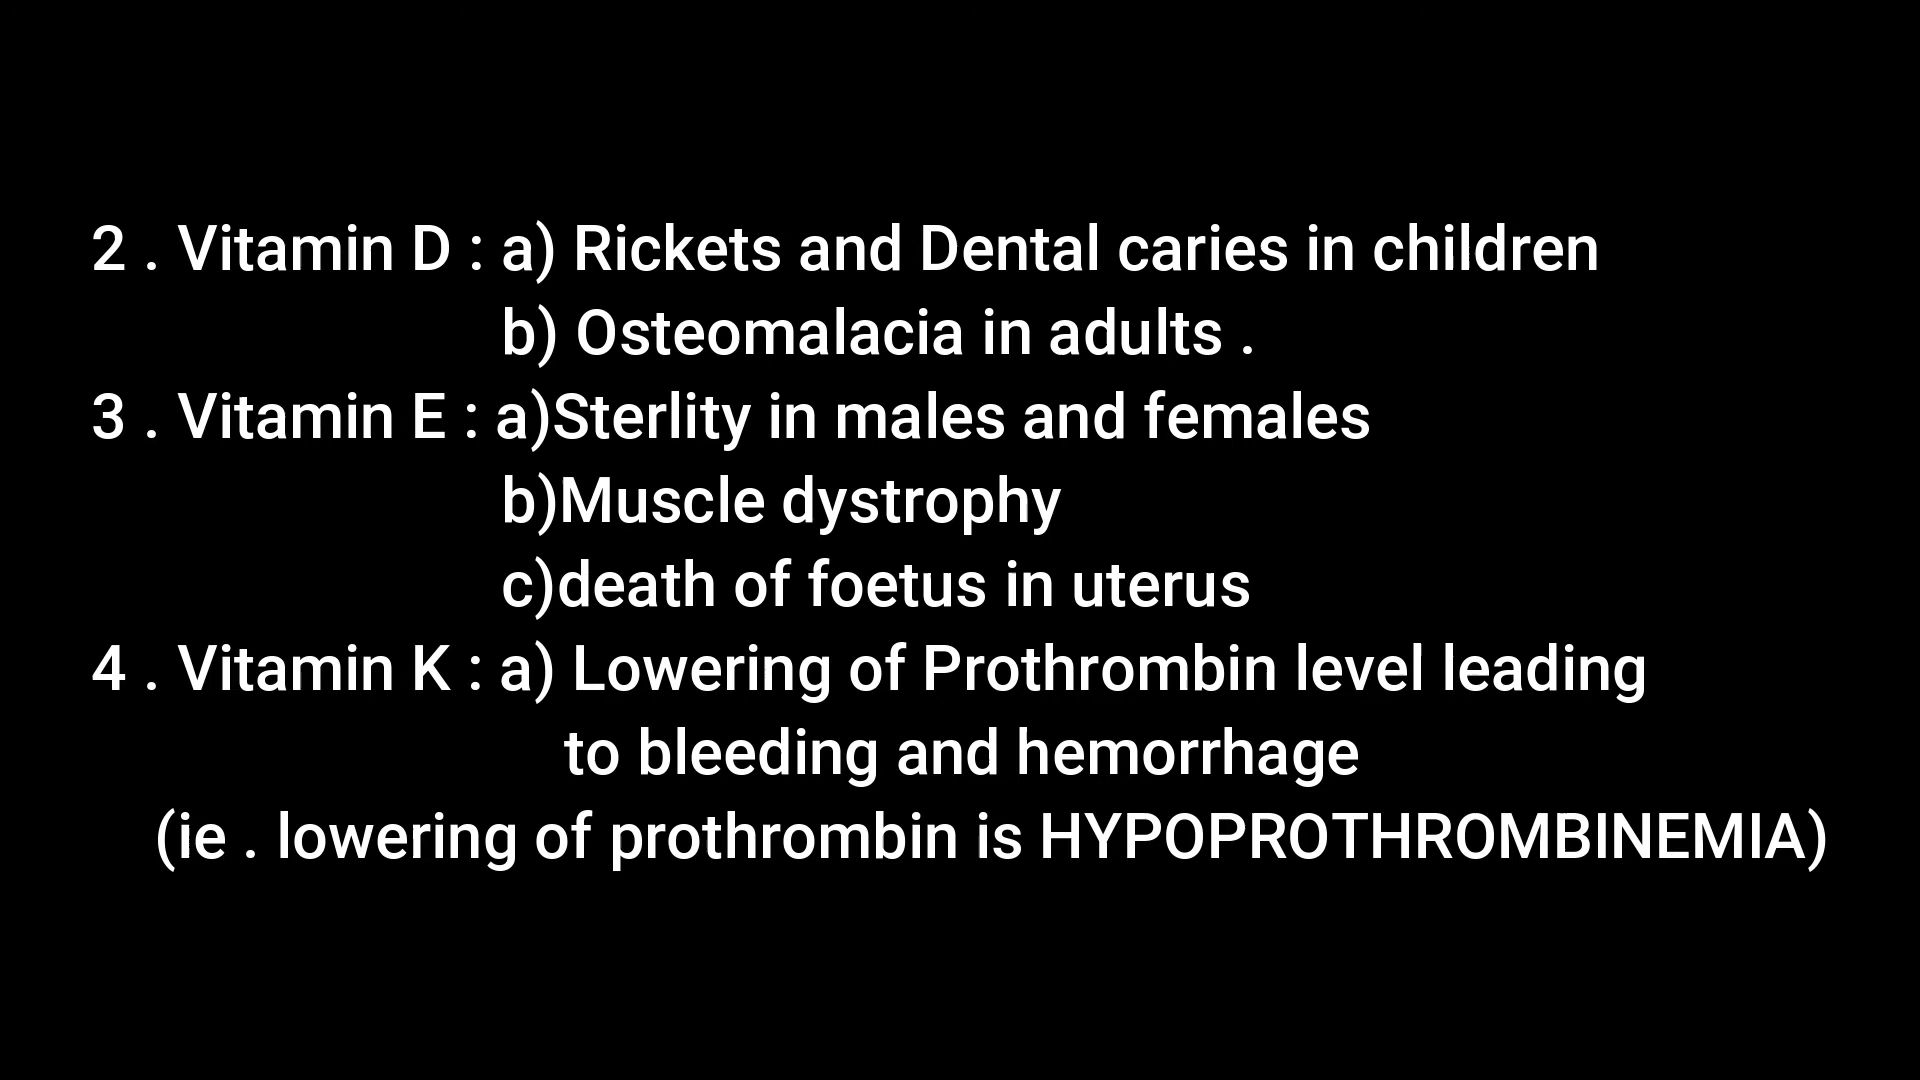 2 . Vitamin D : a) Rickets and Dental caries in children
b) Osteomalacia in adults .
3 . Vitamin E : a)Sterlity in males and females
b)Muscle dystrophy
c)death of foetus in uterus
4 . Vitamin K : a) Lowering of Prothrombin level leading
to bleeding and hemorrhage
(ie . lowering of prothrombin is HYPOPROTHROMBINEMIA)